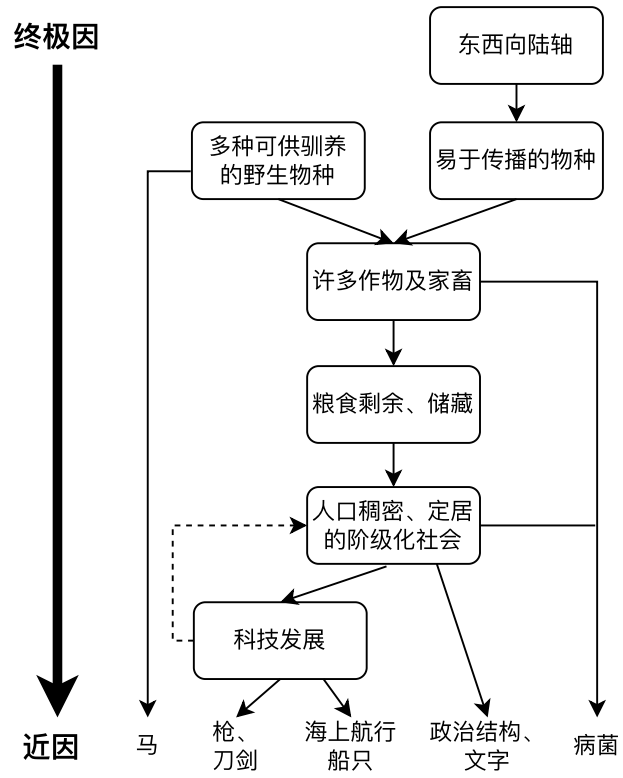 终极因
东西向陆轴
多种可供驯养
的野生物种
易于传播的物种
许多作物及家畜
粮食剩余、储藏
人口稠密、定居
的阶级化社会
科技发展
近因
马
枪、
刀剑
海上航行
船只
政治结构、
文字
病菌